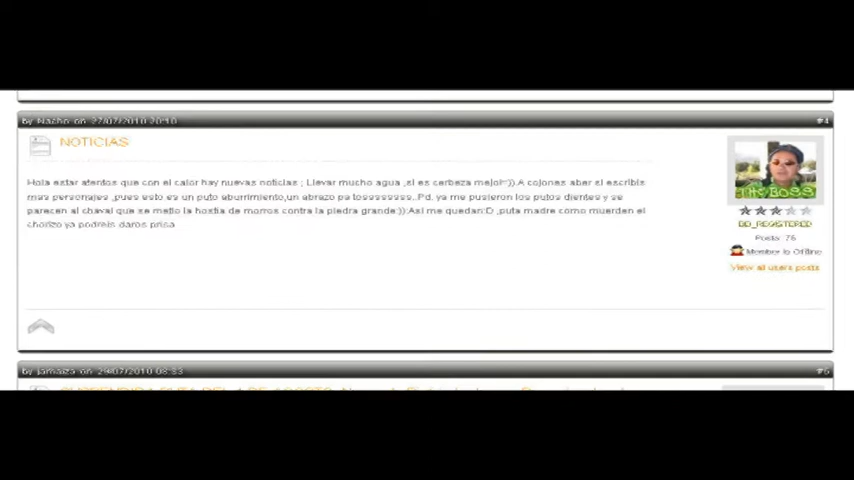 by Nacho on 27/07/2010 20:10 #4
NOTICIAS
Hola estar atentos que con el calor hay nuevas noticias ; Llevar mucho agua ,si es cerbeza mejor")).A cojones aber si escribis
mas personajes ,pues esto es un puto aburrimiento,un abrazo pa tosssssssss,.Pd. ya me pusieron los putos dientes y se
parecen al chaval que se metio la hostia de morros contra la piedra grande:)):Asi me quedan:D ,puta madre como muerden el
chorizo ya podreis daros prisa
THE BOSS
BD_REGISTERED
Posts: 76
Member is Offline
View all users posts
by jamaiza on 29/07/2010 08:33 #5